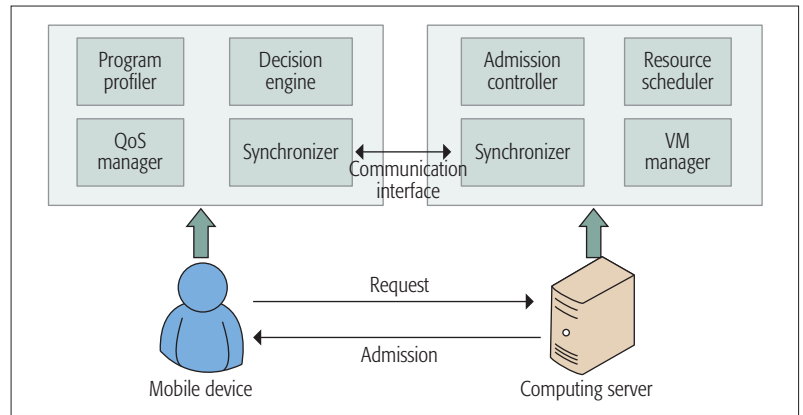 Program
profiler
Decision
engine
QoS
manager
Synchronizer
Admission
controller
Resource
scheduler
Synchronizer
VM
manager
Communication
interface
Request
Admission
Mobile device
Computing server